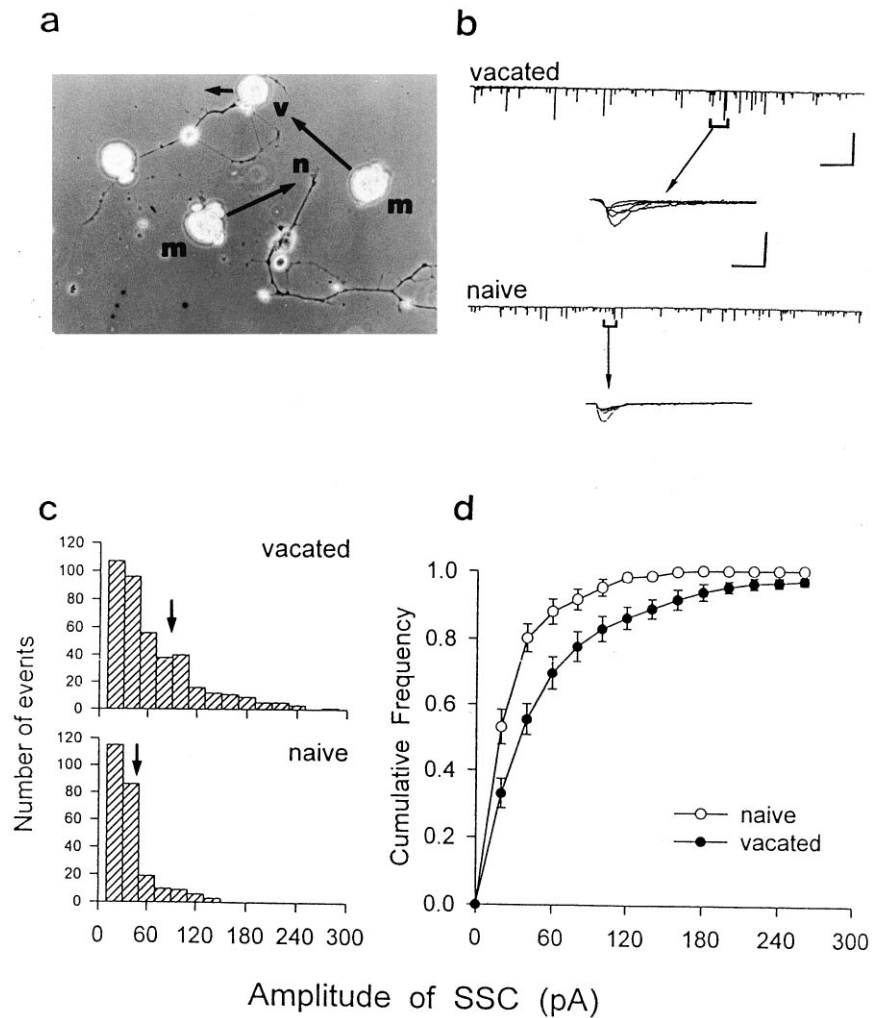 a
v
n
m
m
b
vacated
naive
c
vacated
120
100
80
60
40
20
0
naive
120
100
80
60
40
20
0
Number of events
0 60 120 180 240 300
d
1.0
0.8
0.6
0.4
0.2
0.0
Cumulative Frequency
naive
vacated
0 60 120 180 240 300
Amplitude of SSC (pA)